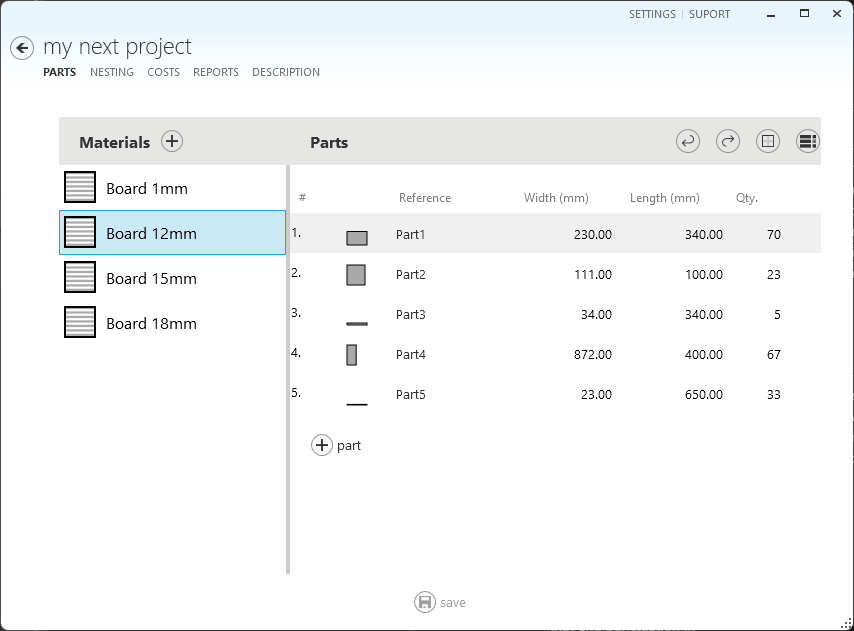 SETTINGS | SUPORT
my next project
PARTS NESTING COSTS REPORTS DESCRIPTION
Materials Parts
Board 1mm
Board 12mm
Board 15mm
Board 18mm
# Reference Width (mm) Length (mm) Qty.
1. Part1 230.00 340.00 70
2. Part2 111.00 100.00 23
3. Part3 34.00 340.00 5
4. Part4 872.00 400.00 67
5. Part5 23.00 650.00 33
part
save